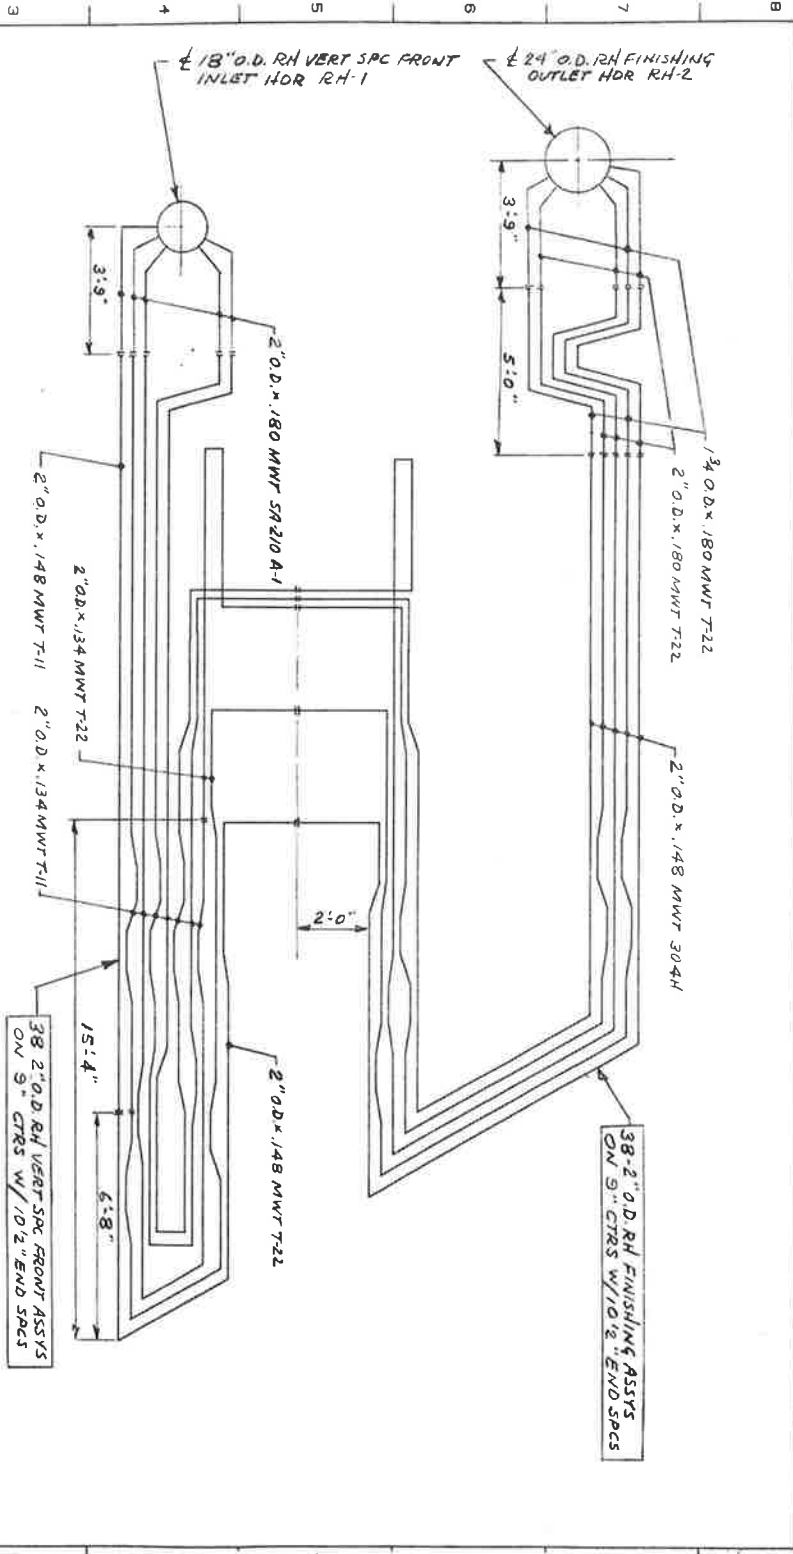 3
4
5
6
7
8
℄ 18" O.D. RH VERT SPC FRONT
INLET HDR RH-1
℄ 24" O.D. RH FINISHING
OUTLET HDR RH-2
3'-9"
3'-9"
5'-0"
2" O.D. x .180 MWT SA-210 A-1
1¾ O.D. x .180 MWT T-22
2" O.D. x .180 MWT T-22
2" O.D. x .148 MWT T-11
2" O.D. x .134 MWT T-22
2" O.D. x .134 MWT T-11
2" O.D. x .148 MWT 304H
2'-0"
15'-4"
6'-8"
2" O.D. x .148 MWT T-22
38 2" O.D. RH VERT SPC FRONT ASSYS
ON 9" CTRS W/10½" END SPCS
38-2" O.D. RH FINISHING ASSYS
ON 9" CTRS W/10½" END SPCS